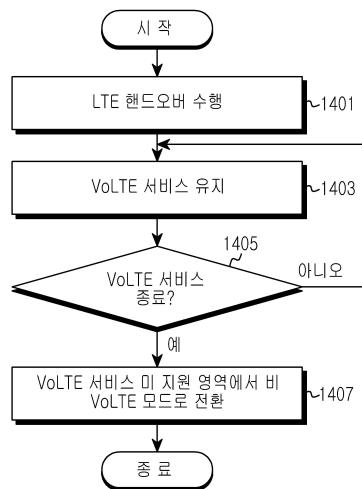 시 작
LTE 핸드오버 수행
1401
VoLTE 서비스 유지
1403
1405
VoLTE 서비스
종료?
아니오
예
VoLTE 서비스 미 지원 영역에서 비
VoLTE 모드로 전환
1407
종 료